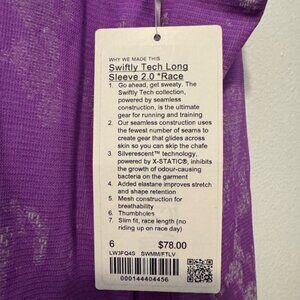 WHY WE MADE THIS
Swiftly Tech Long
Sleeve 2.0 *Race
1. Go ahead, get sweaty. The
Swiftly Tech collection,
powered by seamless
construction, is the ultimate
gear for running and training
2. Our seamless construction uses
the fewest number of seams to
create gear that glides across
skin so you can skip the chafe
3. Silverescent™ technology,
powered by X-STATIC®, inhibits
the growth of odour-causing
bacteria on the garment
4. Added elastane improves stretch
and shape retention
5. Mesh construction for
breathability
6. Thumbholes
7. Slim fit, race length (no
riding up on race day)
6 $78.00
LW3FQ4S SWMM/FTLV
000144404456